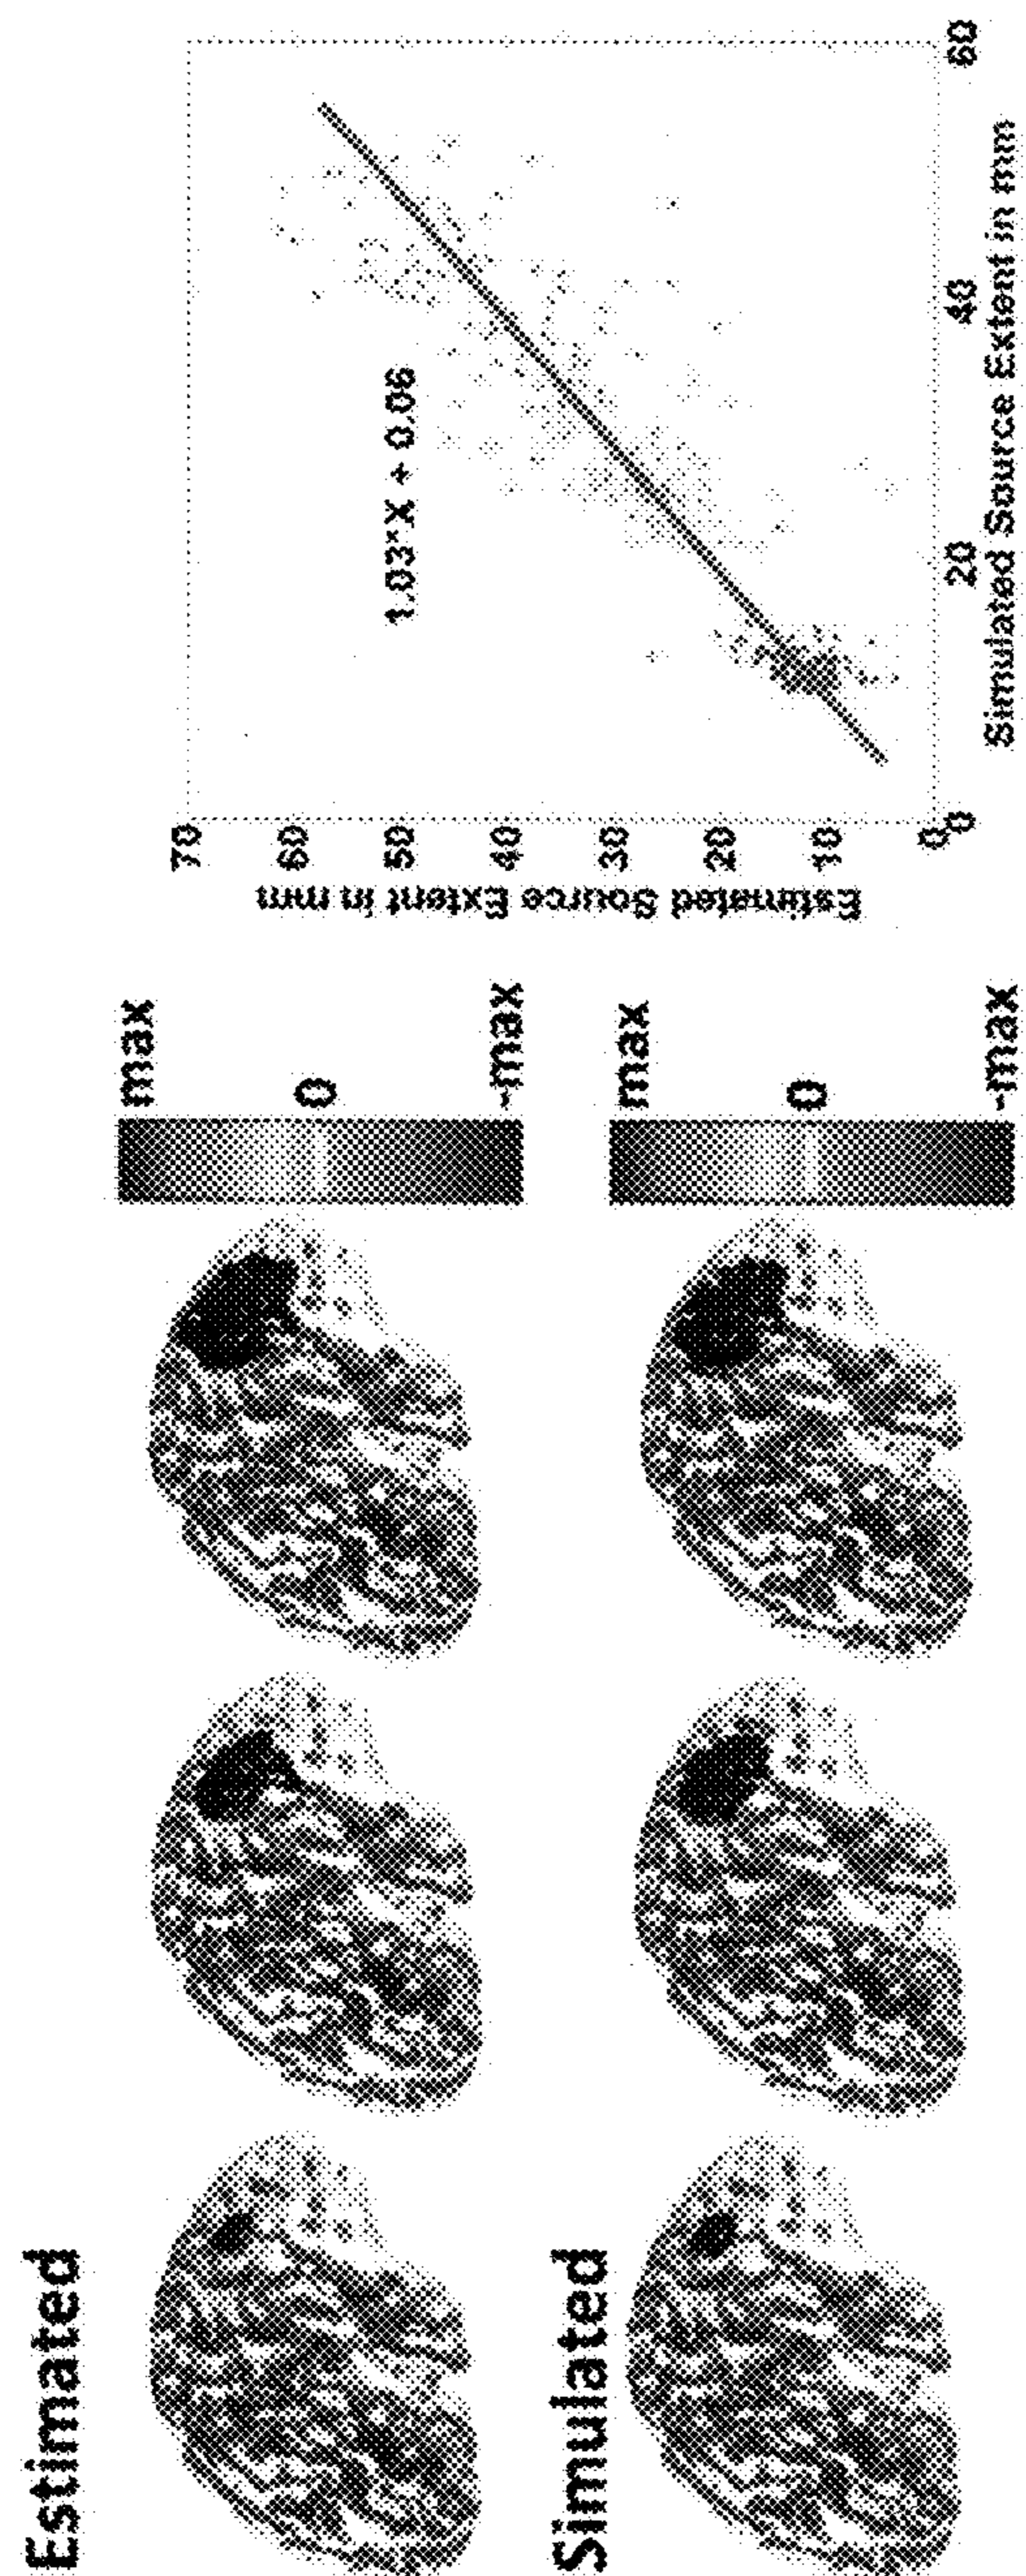 Estimated
max
0
-max
Simulated
max
0
-max
Estimated Source Extent in mm
70
60
50
40
30
20
10
0
1.03*X + 0.06
0
20
40
60
Simulated Source Extent in mm